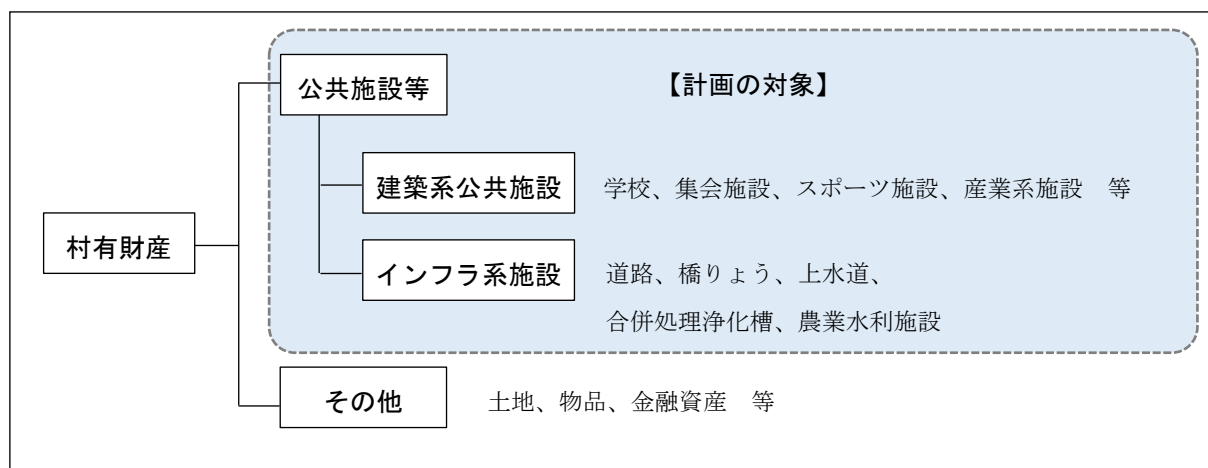 公共施設等
【計画の対象】
建築系公共施設
学校、集会施設、スポーツ施設、産業系施設　等
村有財産
インフラ系施設
道路、橋りょう、上水道、
合併処理浄化槽、農業水利施設
その他
土地、物品、金融資産　等